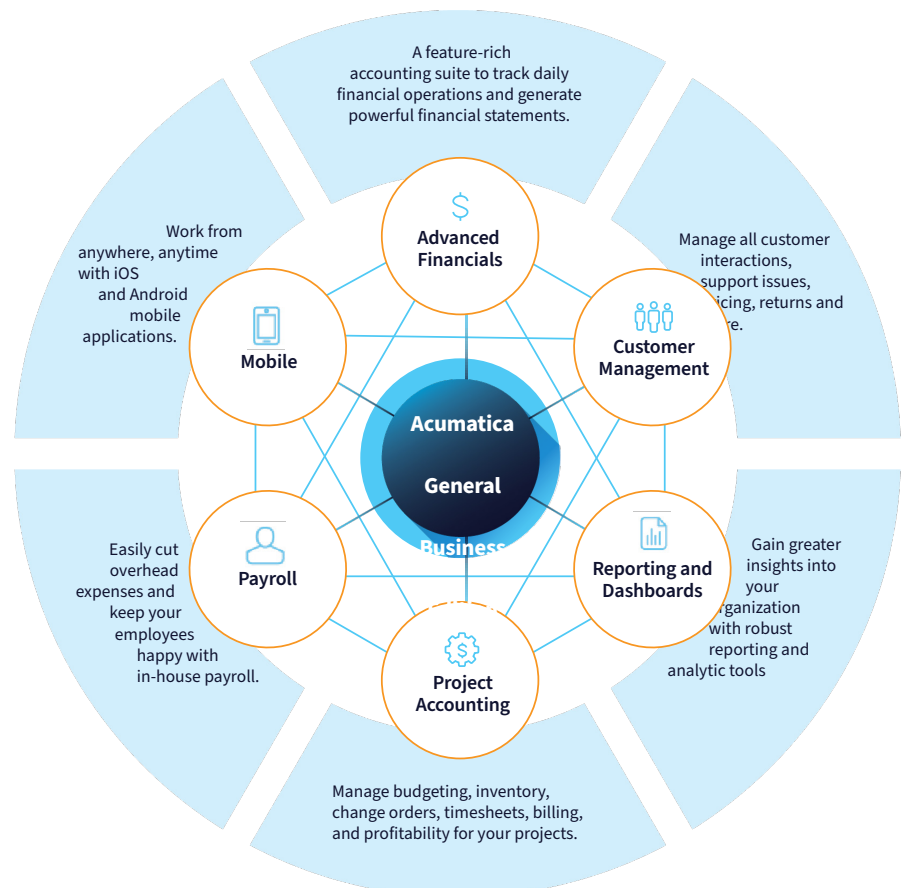 A feature-rich
accounting suite to track daily
financial operations and generate
powerful financial statements.
$
Advanced
Financials
Manage all customer
interactions,
support issues,
returns and
Customer
Management
Gain greater
insights into
your
with robust
reporting and
analytic tools
Reporting and
Dashboards
Manage budgeting, inventory,
change orders, timesheets, billing,
and profitability for your projects.
$
Project
Accounting
Easily cut
overhead
expenses and
keep your
employees
happy with
in-house payroll.
Payroll
Work from
anywhere, anytime
with iOS
and Android
mobile
applications.
Mobile
Acumatica
General
Business